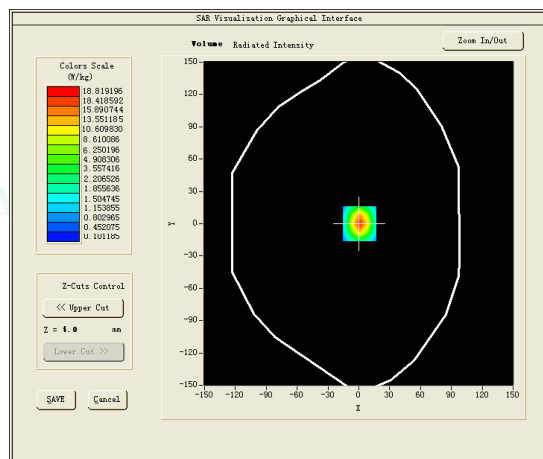 SAR Visualisation Graphical Interface
Volume Radiated Intensity
Zoom In/Out
Colors Scale
(W/kg)
18.819196
18.418592
15.890744
13.551185
10.609830
8.610086
6.250196
4.908306
3.557416
2.206526
1.855636
1.504745
1.153855
0.802965
0.452075
0.101185
Z-Cuts Control
<< Upper Cut
Z = 4.0 mm
Lower Cut >>
SAVE
Cancel
150
120
90
60
30
0
-30
-60
-90
-120
-150
Y
-150 -120 -90 -60 -30 0 30 60 90 120 150
X